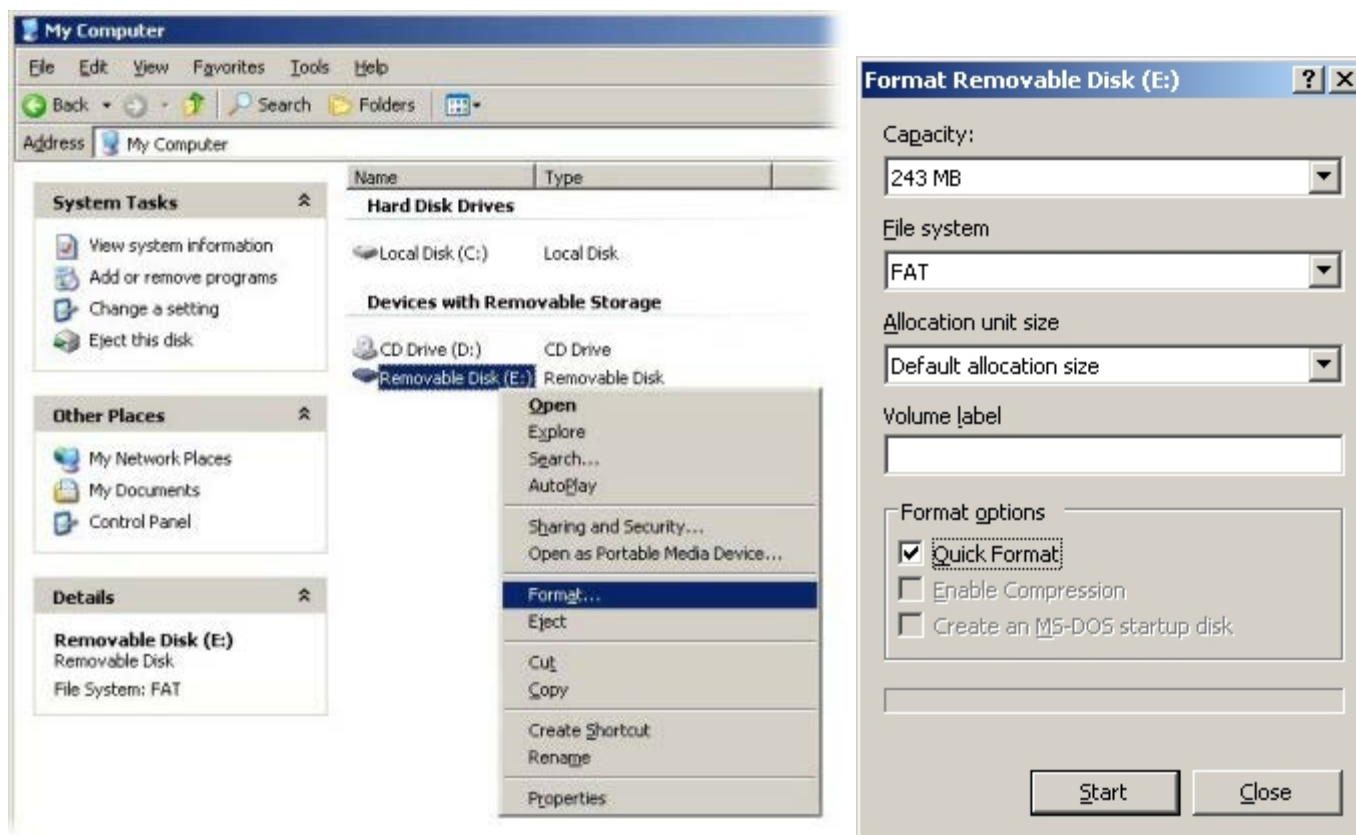 My Computer
File Edit View Favorites Tools Help
Back Search Folders
Address My Computer
System Tasks
View system information
Add or remove programs
Change a setting
Eject this disk
Other Places
My Network Places
My Documents
Control Panel
Details
Removable Disk (E:)
Removable Disk
File System: FAT
Name Type
Hard Disk Drives
Local Disk (C:) Local Disk
Devices with Removable Storage
CD Drive (D:) CD Drive
Removable Disk (E:) Removable Disk
Open
Explore
Search...
AutoPlay
Sharing and Security...
Open as Portable Media Device...
Format...
Eject
Cut
Copy
Create Shortcut
Rename
Properties
Format Removable Disk (E:)
Capacity:
243 MB
File system
FAT
Allocation unit size
Default allocation size
Volume label
Format options
Quick Format
Enable Compression
Create an MS-DOS startup disk
Start Close